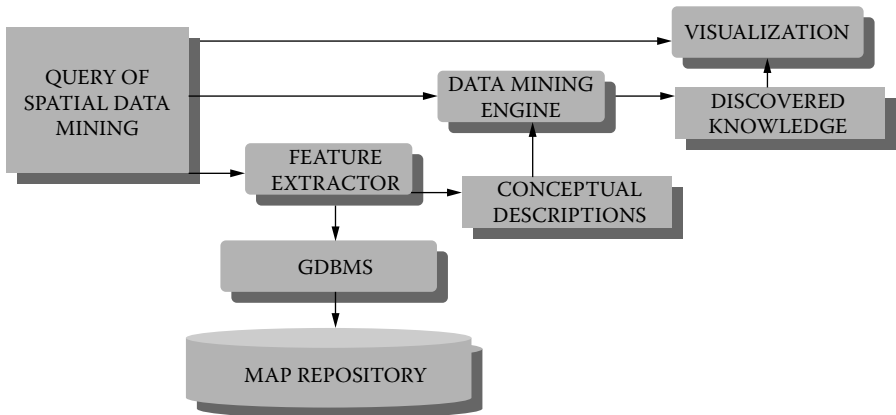 VISUALIZATION
QUERY OF
SPATIAL DATA
MINING
DATA MINING
ENGINE
DISCOVERED
KNOWLEDGE
FEATURE
EXTRACTOR
CONCEPTUAL
DESCRIPTIONS
GDBMS
MAP REPOSITORY